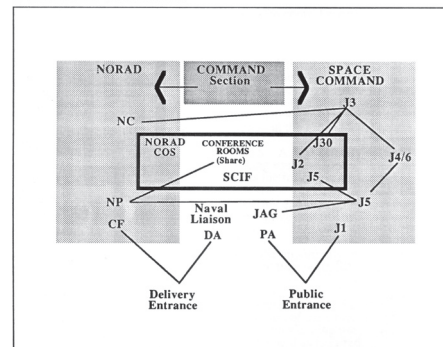 NORAD
COMMAND
Section
SPACE
COMMAND
J3
NC
NORAD
COS
CONFERENCE
ROOMS
(Share)
J30
J2
J4/6
SCIF
J5
NP
Naval
Liaison
JAG
J5
CF
DA
PA
J1
Delivery
Entrance
Public
Entrance